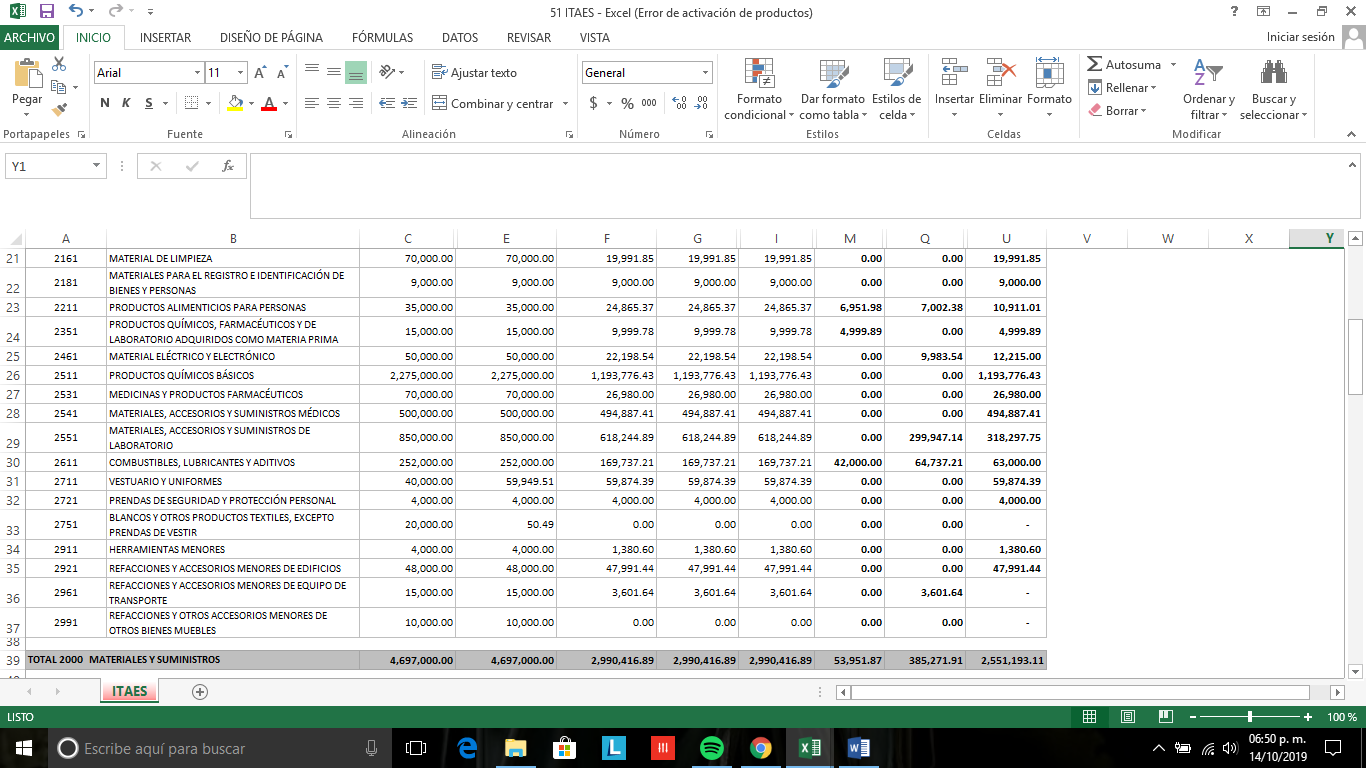 51 ITAES - Excel (Error de activación de productos)
ARCHIVO INICIO INSERTAR DISEÑO DE PÁGINA FÓRMULAS DATOS REVISAR VISTA Iniciar sesión
Pegar
Portapapeles
Arial 11
N K S
Fuente
Ajustar texto
Combinar y centrar
Alineación
General
$ % 000
Número
Formato condicional
Dar formato como tabla
Estilos de celda
Estilos
Insertar Eliminar Formato
Celdas
Autosuma
Rellenar
Borrar
Ordenar y filtrar
Buscar y seleccionar
Modificar
Y1 fx
A B C E F G I M Q U V W X Y
21 2161 MATERIAL DE LIMPIEZA 70,000.00 70,000.00 19,991.85 19,991.85 19,991.85 0.00 0.00 19,991.85
22 2181 MATERIALES PARA EL REGISTRO E IDENTIFICACIÓN DE
BIENES Y PERSONAS 9,000.00 9,000.00 9,000.00 9,000.00 9,000.00 0.00 0.00 9,000.00
23 2211 PRODUCTOS ALIMENTICIOS PARA PERSONAS 35,000.00 35,000.00 24,865.37 24,865.37 24,865.37 6,951.98 7,002.38 10,911.01
24 2351 PRODUCTOS QUÍMICOS, FARMACÉUTICOS Y DE
LABORATORIO ADQUIRIDOS COMO MATERIA PRIMA 15,000.00 15,000.00 9,999.78 9,999.78 9,999.78 4,999.89 0.00 4,999.89
25 2461 MATERIAL ELÉCTRICO Y ELECTRÓNICO 50,000.00 50,000.00 22,198.54 22,198.54 22,198.54 0.00 9,983.54 12,215.00
26 2511 PRODUCTOS QUÍMICOS BÁSICOS 2,275,000.00 2,275,000.00 1,193,776.43 1,193,776.43 1,193,776.43 0.00 0.00 1,193,776.43
27 2531 MEDICINAS Y PRODUCTOS FARMACÉUTICOS 70,000.00 70,000.00 26,980.00 26,980.00 26,980.00 0.00 0.00 26,980.00
28 2541 MATERIALES, ACCESORIOS Y SUMINISTROS MÉDICOS 500,000.00 500,000.00 494,887.41 494,887.41 494,887.41 0.00 0.00 494,887.41
29 2551 MATERIALES, ACCESORIOS Y SUMINISTROS DE
LABORATORIO 850,000.00 850,000.00 618,244.89 618,244.89 618,244.89 0.00 299,947.14 318,297.75
30 2611 COMBUSTIBLES, LUBRICANTES Y ADITIVOS 252,000.00 252,000.00 169,737.21 169,737.21 169,737.21 42,000.00 64,737.21 63,000.00
31 2711 VESTUARIO Y UNIFORMES 40,000.00 59,949.51 59,874.39 59,874.39 59,874.39 0.00 0.00 59,874.39
32 2721 PRENDAS DE SEGURIDAD Y PROTECCIÓN PERSONAL 4,000.00 4,000.00 4,000.00 4,000.00 4,000.00 0.00 0.00 4,000.00
33 2751 BLANCOS Y OTROS PRODUCTOS TEXTILES, EXCEPTO
PRENDAS DE VESTIR 20,000.00 50.49 0.00 0.00 0.00 0.00 0.00 -
34 2911 HERRAMIENTAS MENORES 4,000.00 4,000.00 1,380.60 1,380.60 1,380.60 0.00 0.00 1,380.60
35 2921 REFACCIONES Y ACCESORIOS MENORES DE EDIFICIOS 48,000.00 48,000.00 47,991.44 47,991.44 47,991.44 0.00 0.00 47,991.44
36 2961 REFACCIONES Y ACCESORIOS MENORES DE EQUIPO DE
TRANSPORTE 15,000.00 15,000.00 3,601.64 3,601.64 3,601.64 0.00 3,601.64 -
37 2991 REFACCIONES Y OTROS ACCESORIOS MENORES DE
OTROS BIENES MUEBLES 10,000.00 10,000.00 0.00 0.00 0.00 0.00 0.00 -
38
39 TOTAL 2000 MATERIALES Y SUMINISTROS 4,697,000.00 4,697,000.00 2,990,416.89 2,990,416.89 2,990,416.89 53,951.87 385,271.91 2,551,193.11
ITAES
LISTO 100 %
Escribe aquí para buscar
06:50 p. m.
14/10/2019